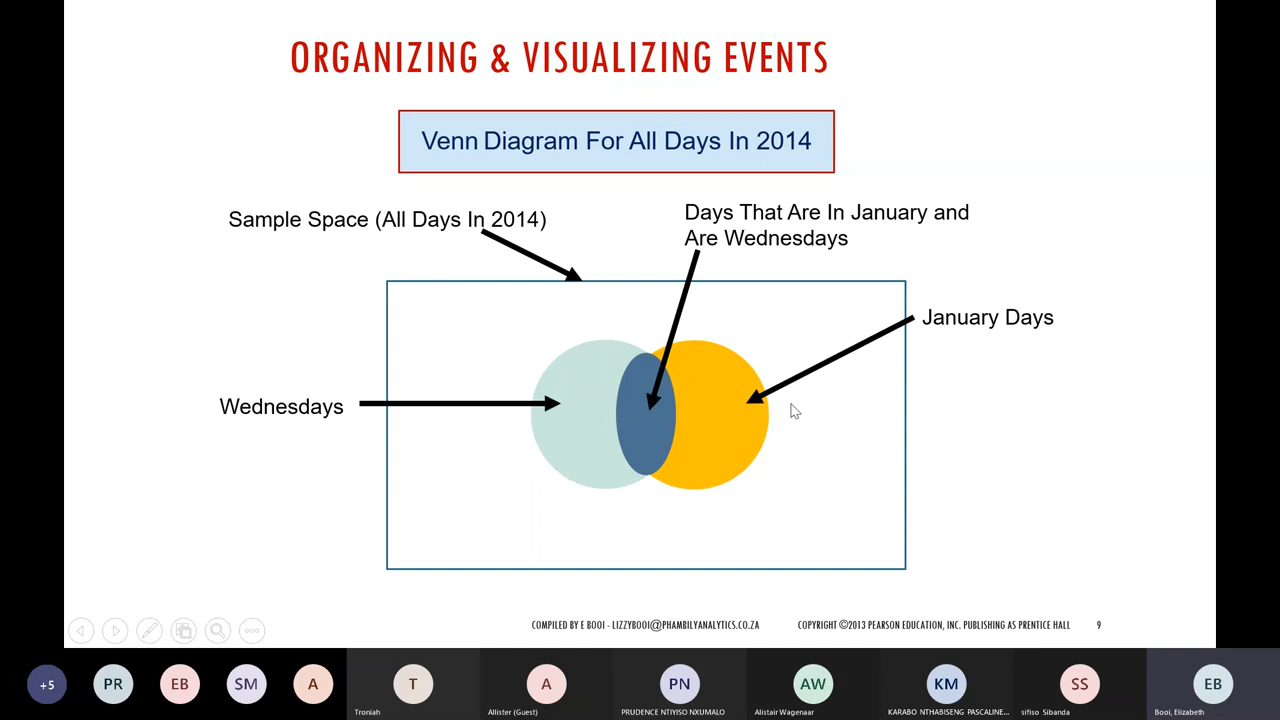 ORGANIZING & VISUALIZING EVENTS
Venn Diagram For All Days In 2014
Sample Space (All Days In 2014)
Days That Are In January and
Are Wednesdays
January Days
Wednesdays
COMPILED BY E BOOI - LIZZYBOOI@PHAMBILYANALYTICS.CO.ZA
COPYRIGHT ©2013 PEARSON EDUCATION, INC. PUBLISHING AS PRENTICE HALL
9
+5
PR
EB
SM
A
T
A
PN
AW
KM
SS
EB
Troniah
Allister (Guest)
PRUDENCE NTIYISO NXUMALO
Alistair Wagenaar
KARABO NTHABISENG PASCALINE...
sifiso Sibanda
Booi, Elizabeth